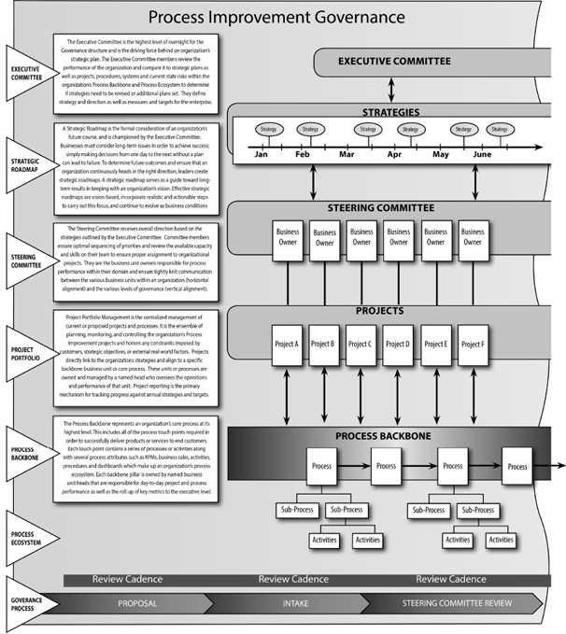 Process Improvement Governance
EXECUTIVE
COMMITTEE
The Executive Committee is the highest level of oversight for the
Governance structure and is the driving force behind an organization's
strategic plan. The Executive Committee members review the
performance of the organization and compare it to strategic plans as
well as projects, procedures, systems and current state risks within the
organizations Process Backbone and Process Ecosystem to determine
if strategies need to be revised or additional plans set. They define
strategy and direction as well as measures and targets for the enterprise.
EXECUTIVE COMMITTEE
STRATEGIC
ROADMAP
A Strategic Roadmap is the formal consideration of an organization's
future course, and is championed by the Executive Committee.
Businesses must consider long-term issues in order to achieve success;
simply making decisions from one day to the next without a plan
can lead to failure. To determine future outcomes and ensure that an
organization continuously heads in the right direction, leaders create
strategic roadmaps. A strategic roadmap serves as a guide toward long-
term results in keeping with an organization's vision. Effective strategic
roadmaps are vision-based, incorporate realistic and actionable steps
to carry out this focus, and continue to evolve as business conditions
STRATEGIES
Strategy Strategy Strategy Strategy Strategy Strategy
Jan Feb Mar Apr May June
STEERING
COMMITTEE
The Steering Committee receives overall direction based on the
strategies outlined by the Executive Committee. Committee members
ensure optimal sequencing of priorities and review the available capacity
and skills on their team to ensure proper assignment to organizational
projects. They are the business unit owners responsible for process
performance within their domain and ensure tightly knit communication
between the various business units within an organization (horizontal
alignment) and the various levels of governance (vertical alignment).
STEERING COMMITTEE
Business Business Business Business Business Business
Owner Owner Owner Owner Owner Owner
PROJECT
PORTFOLIO
Project Portfolio Management is the centralized management of
current or proposed projects and processes. It is the ensemble of
planning, monitoring, and controlling the organization's Process
Improvement projects and honors any constraints imposed by
customers, strategic objectives, or external real-world factors. Projects
directly link to the organizations strategies and align to a specific
backbone business unit or core process. These units or processes are
owned and managed by a named head who oversees the operations
and performance of that unit. Project reporting is the primary
mechanism for tracking progress against annual strategies and targets.
PROJECTS
Project A Project B Project C Project D Project E Project F
PROCESS
BACKBONE
The Process Backbone represents an organization's core process at its
highest level. This includes all of the process touch points required in
order to successfully deliver products or services to end customers.
Each touch point contains a series of processes or activities along
with several process attributes such as KPMs, business rules, activities,
procedures and dashboards which make up an organization's process
ecosystem. Each backbone pillar is owned by named business
unit heads that are responsible for day-to-day project and process
performance as well as the roll up of key metrics to the executive level.
PROCESS BACKBONE
Process Process Process Process
PROCESS
ECOSYSTEM
Sub-Process Sub-Process Sub-Process Sub-Process
Activities Activities Activities Activities
Review Cadence Review Cadence Review Cadence
GOVERANCE
PROCESS
PROPOSAL INTAKE STEERING COMMITTEE REVIEW